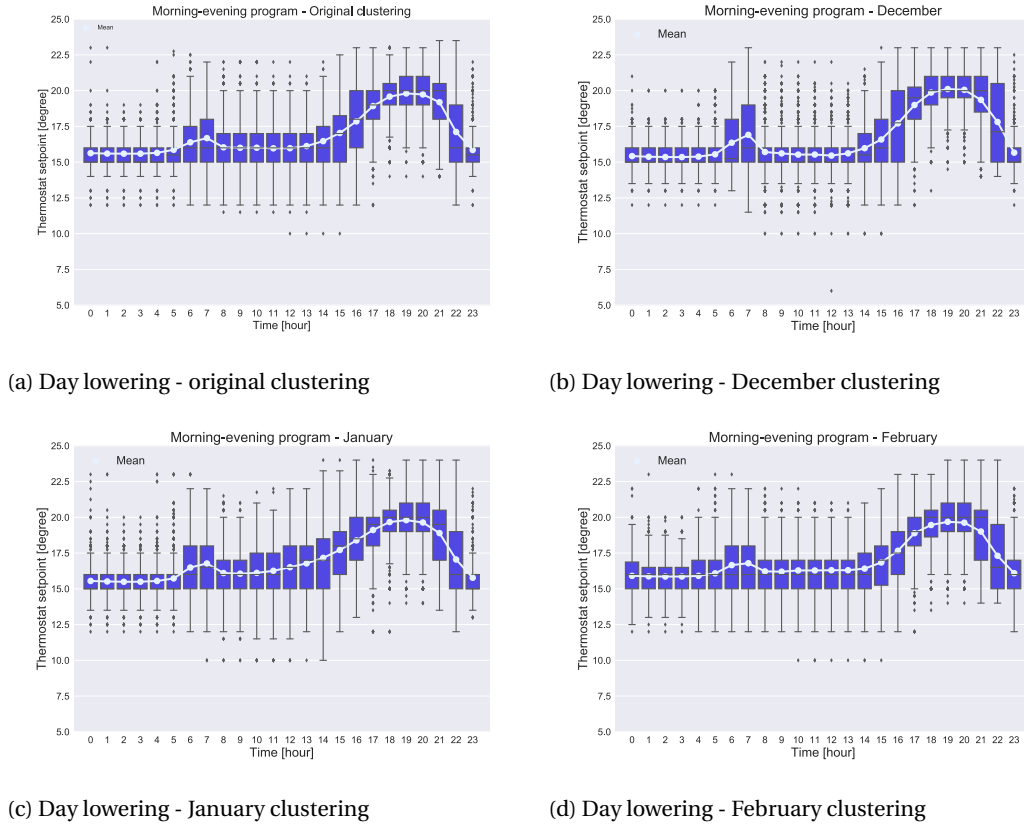 Morning-evening program - Original clustering
Mean
Thermostat setpoint [degree]
25.0
22.5
20.0
17.5
15.0
12.5
10.0
7.5
5.0
0 1 2 3 4 5 6 7 8 9 10 11 12 13 14 15 16 17 18 19 20 21 22 23
Time [hour]
(a) Day lowering - original clustering
Morning-evening program - December
Mean
Thermostat setpoint [degree]
25.0
22.5
20.0
17.5
15.0
12.5
10.0
7.5
5.0
0 1 2 3 4 5 6 7 8 9 10 11 12 13 14 15 16 17 18 19 20 21 22 23
Time [hour]
(b) Day lowering - December clustering
Morning-evening program - January
Mean
Thermostat setpoint [degree]
25.0
22.5
20.0
17.5
15.0
12.5
10.0
7.5
5.0
0 1 2 3 4 5 6 7 8 9 10 11 12 13 14 15 16 17 18 19 20 21 22 23
Time [hour]
(c) Day lowering - January clustering
Morning-evening program - February
Mean
Thermostat setpoint [degree]
25.0
22.5
20.0
17.5
15.0
12.5
10.0
7.5
5.0
0 1 2 3 4 5 6 7 8 9 10 11 12 13 14 15 16 17 18 19 20 21 22 23
Time [hour]
(d) Day lowering - February clustering